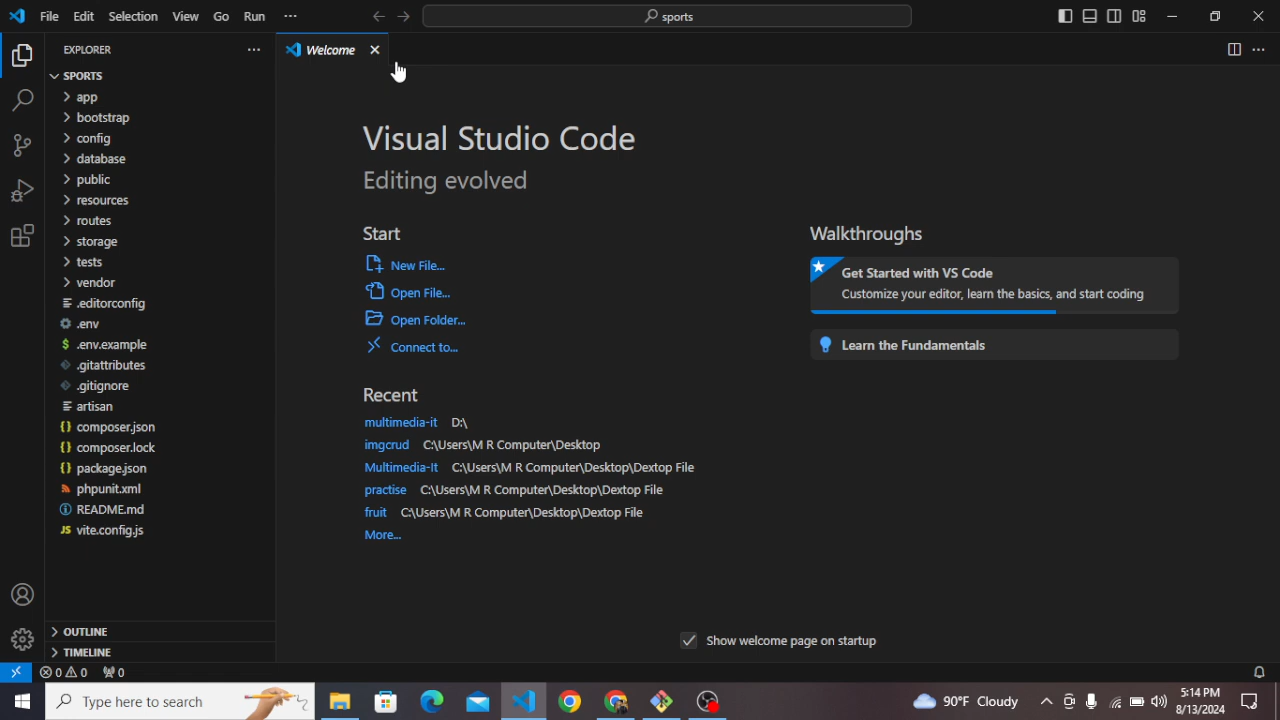 File Edit Selection View Go Run ···
sports
EXPLORER ···
Welcome
SPORTS
app
bootstrap
config
database
public
resources
routes
storage
tests
vendor
.editorconfig
.env
.env.example
.gitattributes
.gitignore
artisan
composer.json
composer.lock
package.json
phpunit.xml
README.md
vite.config.js
OUTLINE
TIMELINE
Visual Studio Code
Editing evolved
Start
New File...
Open File...
Open Folder...
Connect to...
Recent
multimedia-it D:\
imgcrud C:\Users\M R Computer\Desktop
Multimedia-It C:\Users\M R Computer\Desktop\Dextop File
practise C:\Users\M R Computer\Desktop\Dextop File
fruit C:\Users\M R Computer\Desktop\Dextop File
More...
Walkthroughs
Get Started with VS Code
Customize your editor, learn the basics, and start coding
Learn the Fundamentals
Show welcome page on startup
0 0 0
Type here to search
90°F Cloudy
5:14 PM
8/13/2024